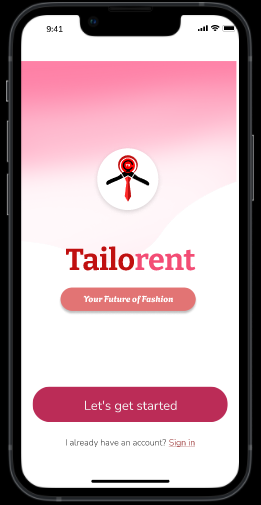 9:41
Tailorent
Your Future of Fashion
Let's get started
I already have an account? Sign in